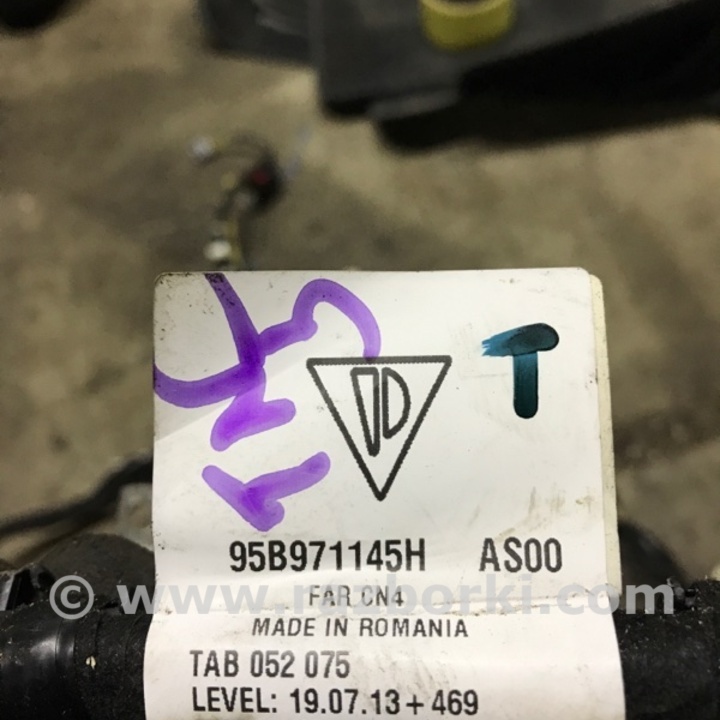 T
95B971145H AS00
FAR CN4
© www.razborki.com ®
MADE IN ROMANIA
TAB 052 075
LEVEL: 19.07.13 + 469